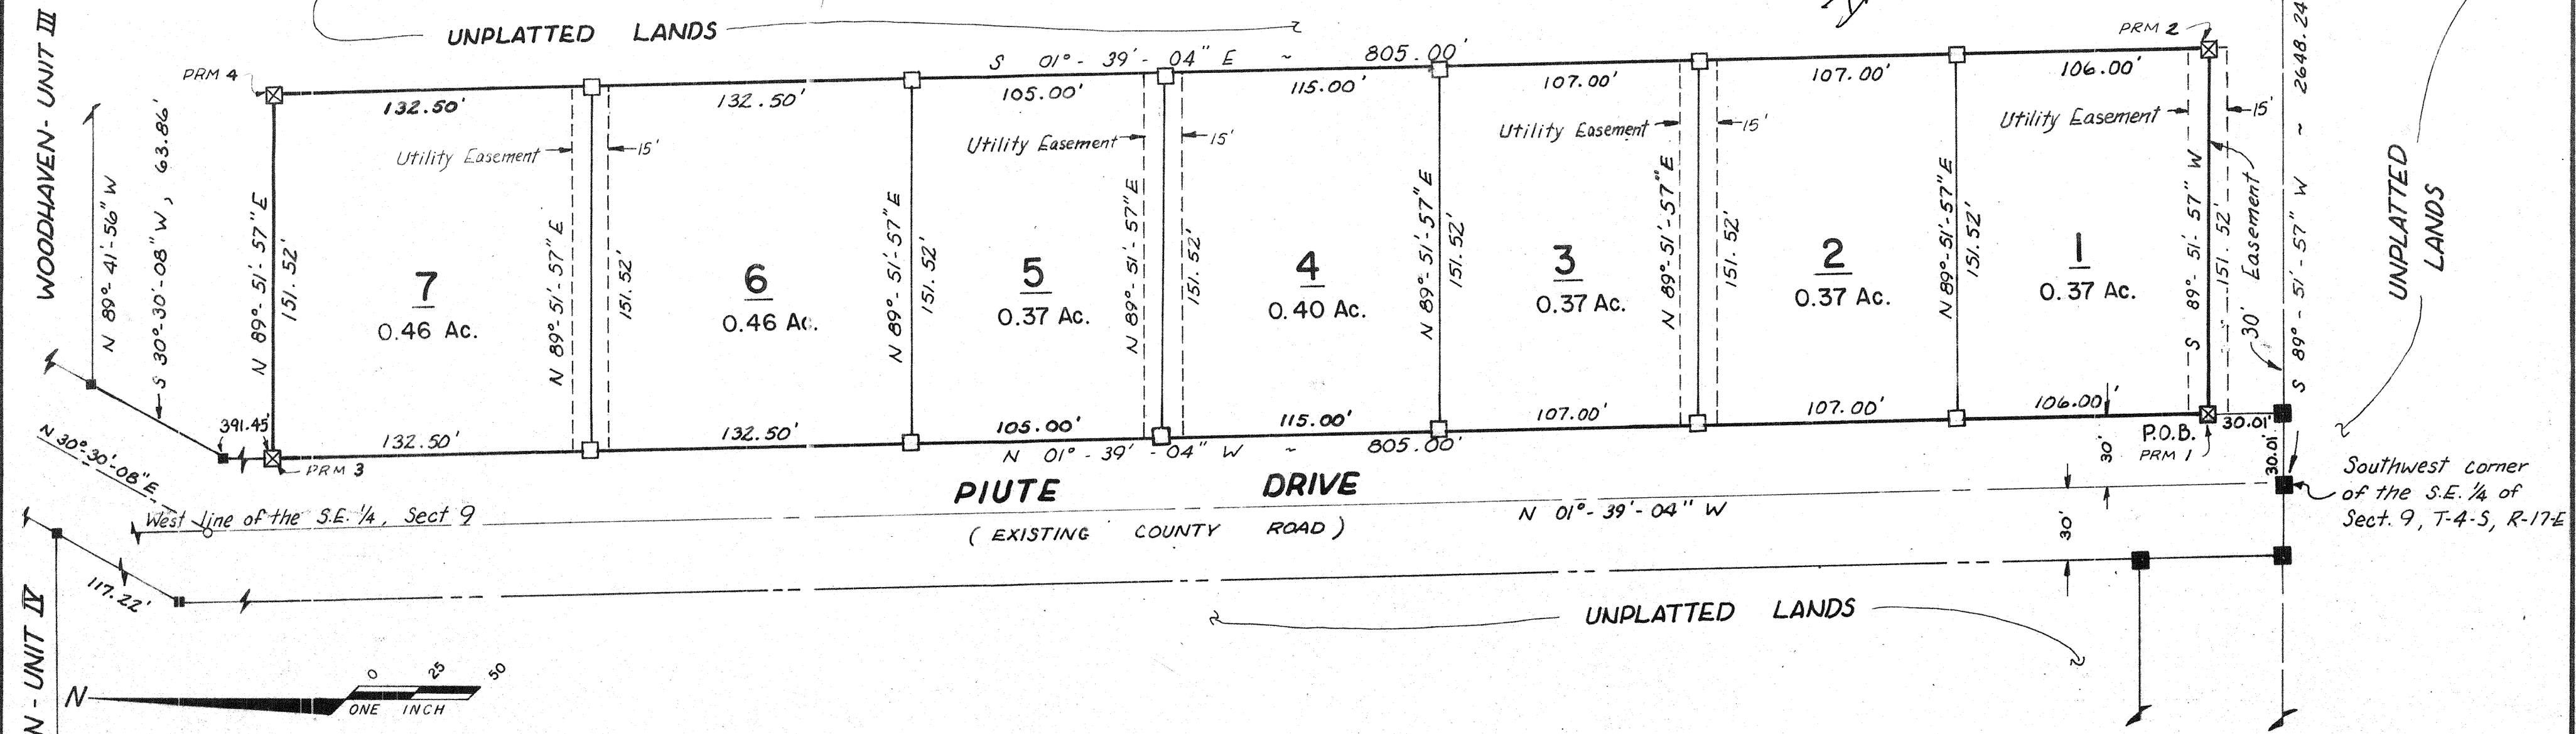 UNPLATTED LANDS
S 01°-39'-04" E ~ 805.00'
PRM 4
PRM 2
132.50'
132.50'
105.00'
115.00'
107.00'
107.00'
106.00'
Utility Easement
15'
Utility Easement
15'
Utility Easement
15'
Utility Easement
15'
WOODHAVEN - UNIT III
N 89°-41'-56" W
S 30°-30'-08" W, 63.86'
N 89°-51'-57" E
151.52'
7
0.46 Ac.
N 89°-51'-57" E
151.52'
6
0.46 Ac.
N 89°-51'-57" E
151.52'
5
0.37 Ac.
N 89°-51'-57" E
151.52'
4
0.40 Ac.
N 89°-51'-57" E
151.52'
3
0.37 Ac.
N 89°-51'-57" E
151.52'
2
0.37 Ac.
N 89°-51'-57" E
151.52'
1
0.37 Ac.
S 89°-51'-57" W
151.52'
30' Easement
S 89°-51'-57" W ~ 2648.24
UNPLATTED
LANDS
391.45'
132.50'
132.50'
105.00'
115.00'
107.00'
107.00'
106.00'
30.01'
PRM 3
N 01°-39'-04" W ~ 805.00'
P.O.B.
PRM 1
30'
30.01'
N 30°-30'-08" E
West line of the S.E. 1/4, Sect 9
PIUTE DRIVE
(EXISTING COUNTY ROAD)
N 01°-39'-04" W
30'
Southwest corner
of the S.E. 1/4 of
Sect. 9, T-4-S, R-17-E
117.22'
UNPLATTED LANDS
N - UNIT IV
N
0 25 50
ONE INCH